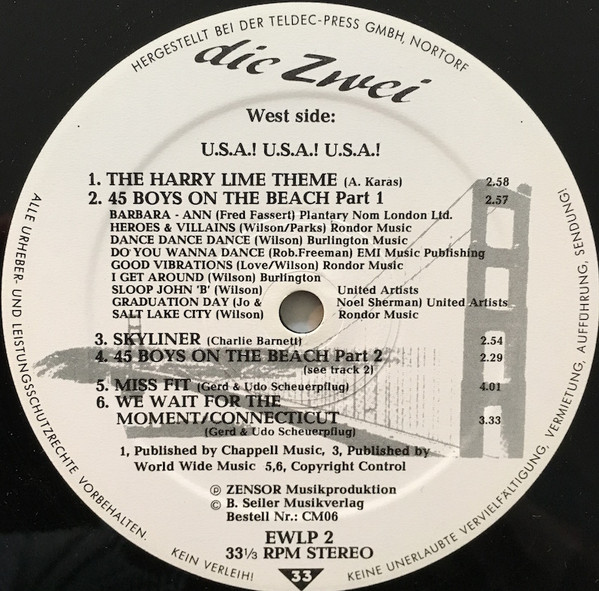 HERGESTELLT BEI DER TELDEC-PRESS GMBH, NORTORF
die Zwei
West side:
U.S.A.! U.S.A.! U.S.A.!
1. THE HARRY LIME THEME (A. Karas) 2.58
2. 45 BOYS ON THE BEACH Part 1 2.57
BARBARA - ANN (Fred Fassert) Plantary Nom London Ltd.
HEROES & VILLAINS (Wilson/Parks) Rondor Music
DANCE DANCE DANCE (Wilson) Burlington Music
DO YOU WANNA DANCE (Rob.Freeman) EMI Music Puplifshing
GOOD VIBRATIONS (Love/Wilson) Rondor Music
I GET AROUND (Wilson) Burlington
SLOOP JOHN 'B' (Wilson) United Artists
GRADUATION DAY (Jo & Noel Sherman) United Artists
SALT LAKE CITY (Wilson) Rondor Music
3. SKYLINER (Charlie Barnett) 2.54
4. 45 BOYS ON THE BEACH Part 2 2.29
(see track 2)
5. MISS FIT (Gerd & Udo Scheuerpflug) 4.01
6. WE WAIT FOR THE
MOMENT/CONNECTICUT 3.33
(Gerd & Udo Scheuerpflug)
1, Published by Chappell Music, 3, Published by
World Wide Music 5,6, Copyright Control
℗ ZENSOR Musikproduktion
© B. Seiler Musikverlag
Bestell Nr.: CM06
EWLP 2
33⅓ RPM STEREO
33
ALLE URHEBER- UND LEISTUNGSSCHUTZRECHTE VORBEHALTEN.
KEIN VERLEIH!
KEINE UNERLAUBTE VERVIELFÄLTIGUNG, VERMIETUNG, AUFFÜHRUNG, SENDUNG!